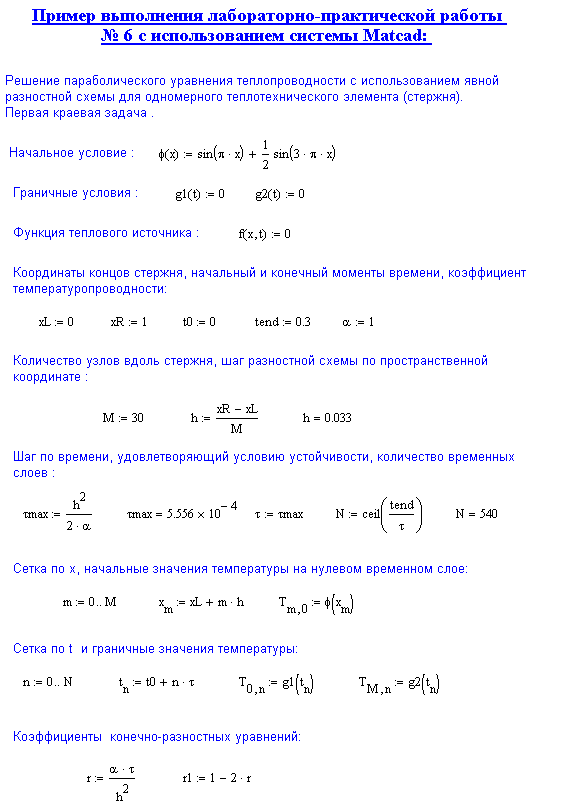 Пример выполнения лабораторно-практической работы
№ 6 с использованием системы Matcad:
Решение параболического уравнения теплопроводности с использованием явной
разностной схемы для одномерного теплотехнического элемента (стержня).
Первая краевая задача .
Начальное условие : ϕ(x) := sin(π · x) + 1/2 sin(3 · π · x)
Граничные условия : g1(t) := 0 g2(t) := 0
Функция теплового источника : f(x,t) := 0
Координаты концов стержня, начальный и конечный моменты времени, коэффициент
температуропроводности:
xL := 0 xR := 1 t0 := 0 tend := 0.3 α := 1
Количество узлов вдоль стержня, шаг разностной схемы по пространственной
координате :
M := 30 h := (xR − xL)/M h = 0.033
Шаг по времени, удовлетворяющий условию устойчивости, количество временных
слоев :
τmax := h^2/(2 · α) τmax = 5.556 × 10^−4 τ := τmax N := ceil(tend/τ) N = 540
Сетка по x, начальные значения температуры на нулевом временном слое:
m := 0.. M x_m := xL + m · h T_m,0 := ϕ(x_m)
Сетка по t и граничные значения температуры:
n := 0.. N t_n := t0 + n · τ T_0,n := g1(t_n) T_M,n := g2(t_n)
Коэффициенты конечно-разностных уравнений:
r := (α · τ)/h^2 r1 := 1 − 2 · r